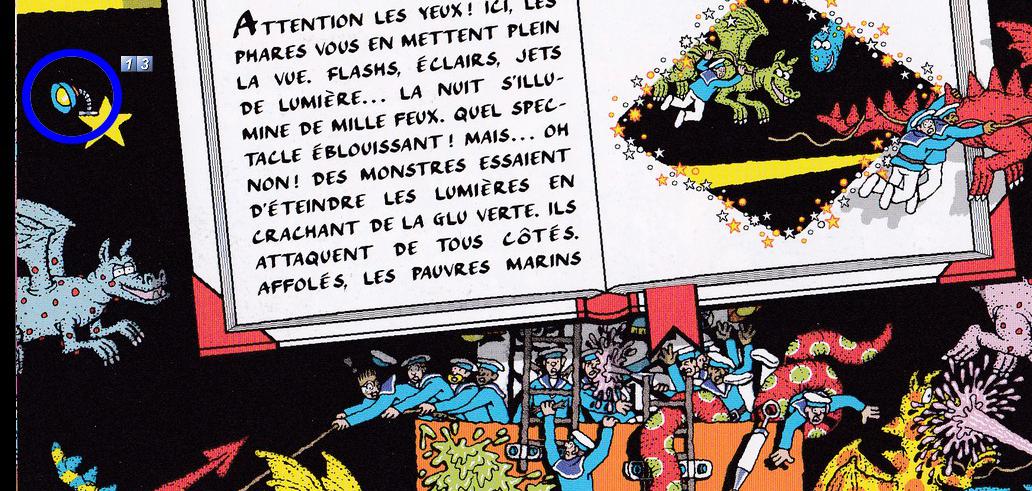 13
ATTENTION LES YEUX! ICI, LES
PHARES VOUS EN METTENT PLEIN
LA VUE. FLASHS, ÉCLAIRS, JETS
DE LUMIÈRE... LA NUIT S'ILLU-
MINE DE MILLE FEUX. QUEL SPEC-
TACLE ÉBLOUISSANT! MAIS... OH
NON! DES MONSTRES ESSAIENT
D'ÉTEINDRE LES LUMIÈRES EN
CRACHANT DE LA GLU VERTE. ILS
ATTAQUENT DE TOUS CÔTÉS.
AFFOLÉS, LES PAUVRES MARINS